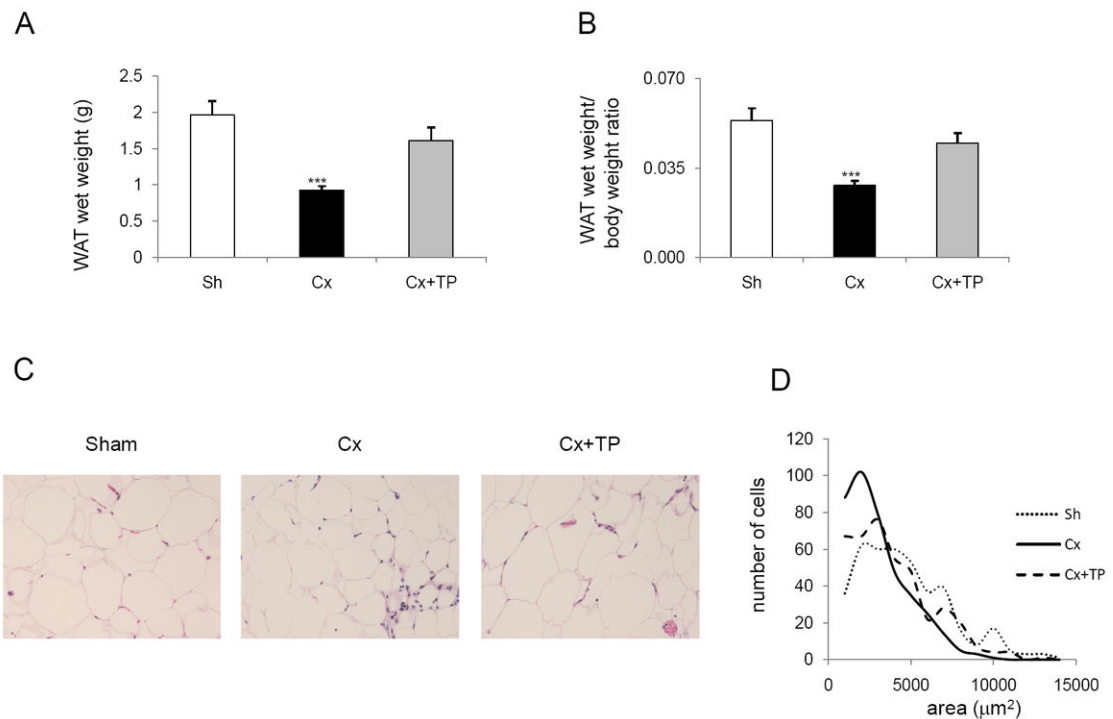 A
WAT wet weight (g)
2.5
2
1.5
1
0.5
0
***
Sh
Cx
Cx+TP
B
WAT wet weight/
body weight ratio
0.070
0.035
0.000
***
Sh
Cx
Cx+TP
C
Sham
Cx
Cx+TP
D
number of cells
120
100
80
60
40
20
0
0
5000
10000
15000
area (μm²)
Sh
Cx
Cx+TP